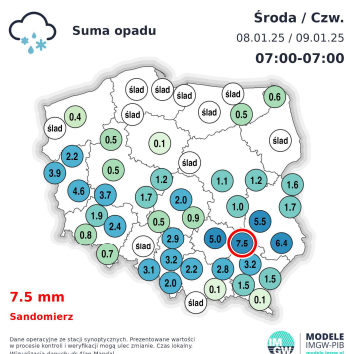 Suma opadu
Środa / Czw.
08.01.25 / 09.01.25
07:00-07:00
ślad
ślad
ślad
ślad
0.6
0.4
ślad
ślad
0.5
ślad
0.5
0.1
ślad
2.2
ślad
3.9
0.5
1.2
1.1
1.2
1.6
4.6
3.7
1.7
2.0
1.0
1.7
1.9
2.4
0.5
0.9
5.5
0.8
2.9
5.0
7.5
6.4
0.7
ślad
3.2
3.1
2.2
2.8
3.2
2.0
1.5
1.5
ślad
0.1
0.1
7.5 mm
Sandomierz
Dane operacyjne ze stacji synoptycznych. Prezentowane wartości
w procesie kontroli i weryfikacji mogą ulec zmianie. Czas lokalny.
IM
GW
MODELE
IMGW-PIB